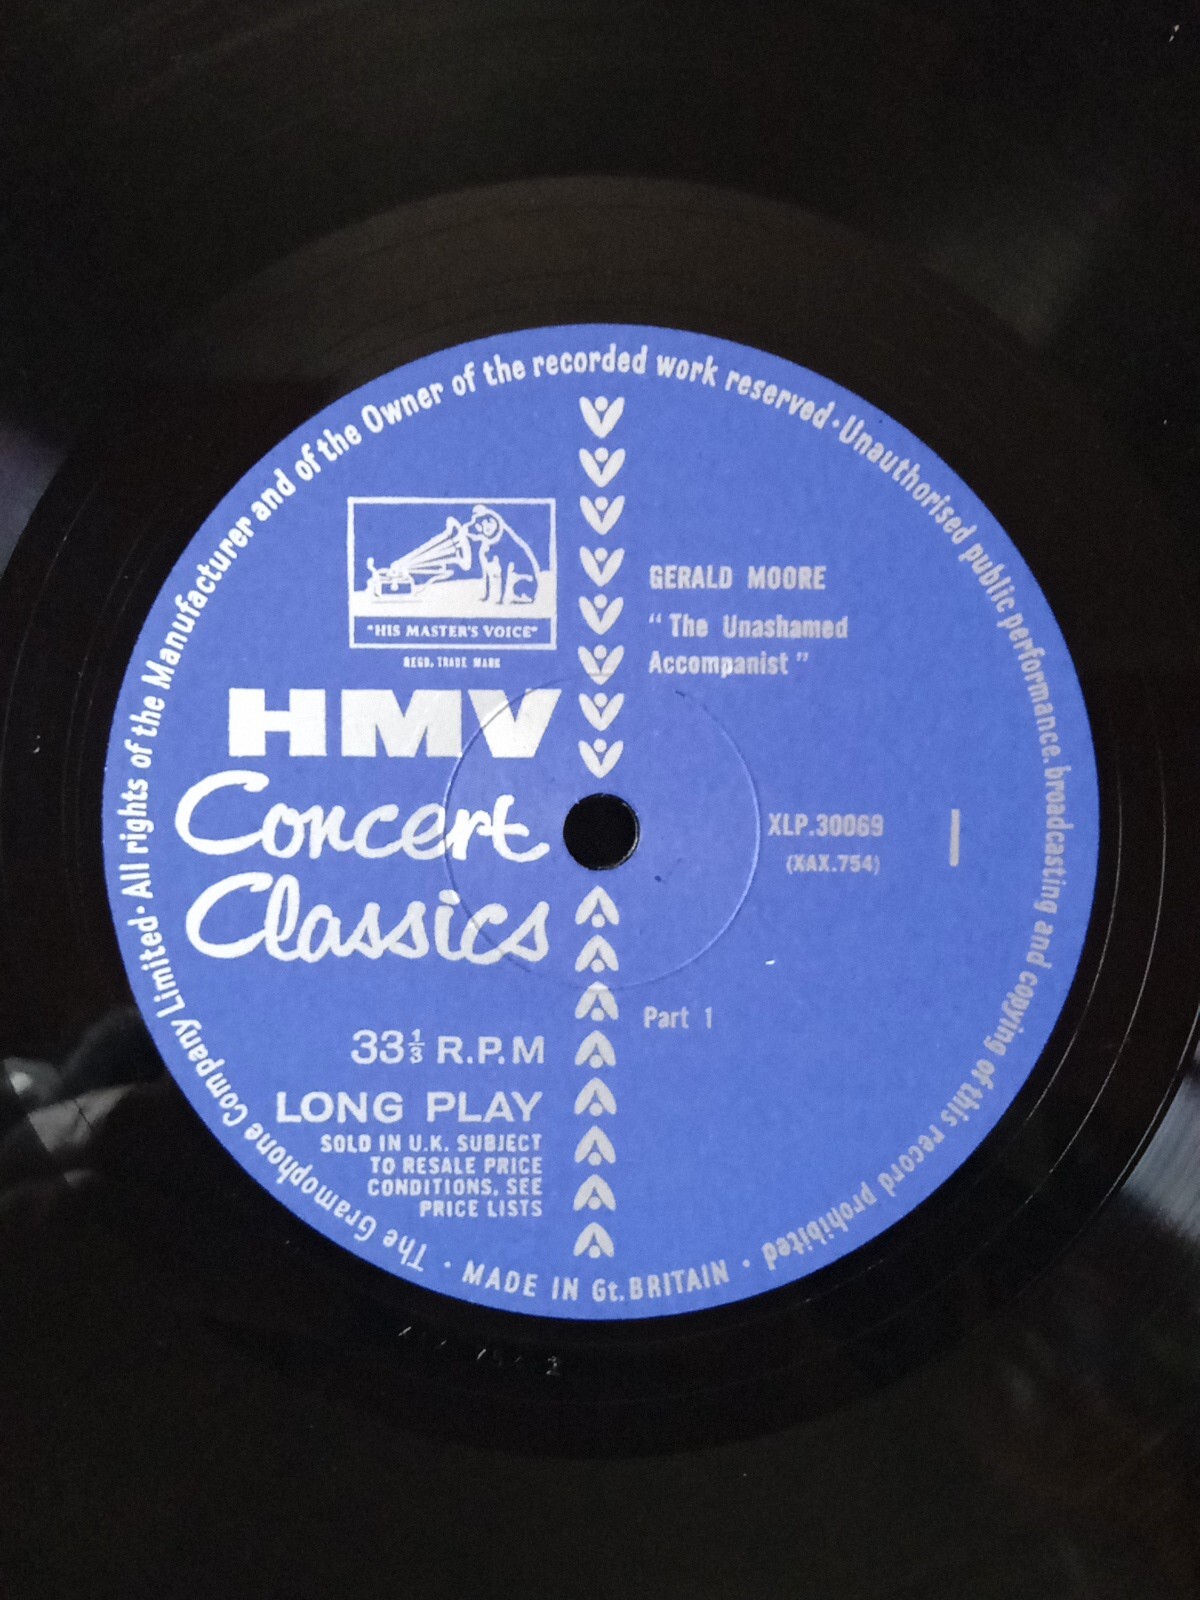 The Gramophone Company Limited · All rights of the Manufacturer and of the Owner of the recorded work reserved · Unauthorised public performance, broadcasting and copying of this record prohibited
"HIS MASTER'S VOICE"
REGD. TRADE MARK
HMV
Concert
Classics
33⅓ R.P.M
LONG PLAY
SOLD IN U.K. SUBJECT
TO RESALE PRICE
CONDITIONS, SEE
PRICE LISTS
GERALD MOORE
"The Unashamed
Accompanist"
XLP.30069
(XAX.754)
1
Part 1
· MADE IN Gt. BRITAIN ·